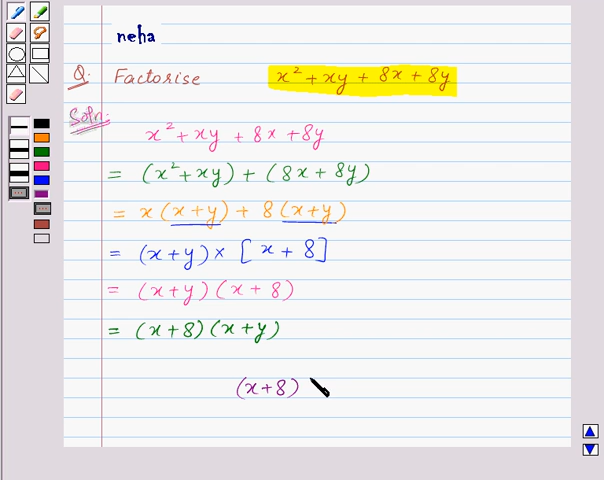 neha
Q. Factorise x² + xy + 8x + 8y
Soln:
x² + xy + 8x + 8y
= (x² + xy) + (8x + 8y)
= x (x + y) + 8 (x + y)
= (x + y) × [x + 8]
= (x + y) (x + 8)
= (x + 8) (x + y)
(x + 8)